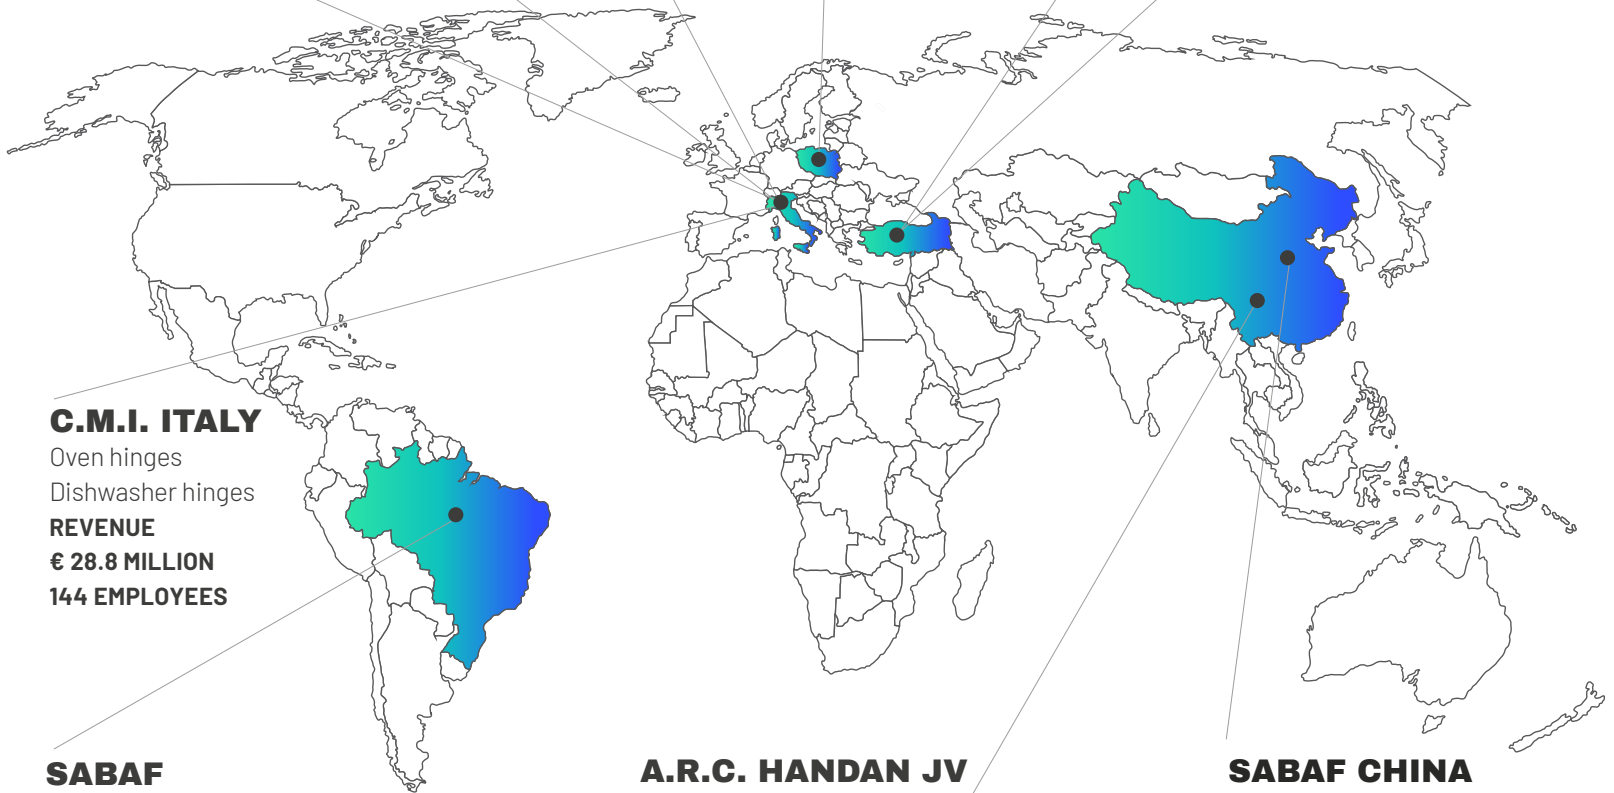 C.M.I. ITALY
Oven hinges
Dishwasher hinges
REVENUE
€ 28.8 MILLION
144 EMPLOYEES
SABAF
A.R.C. HANDAN JV
SABAF CHINA